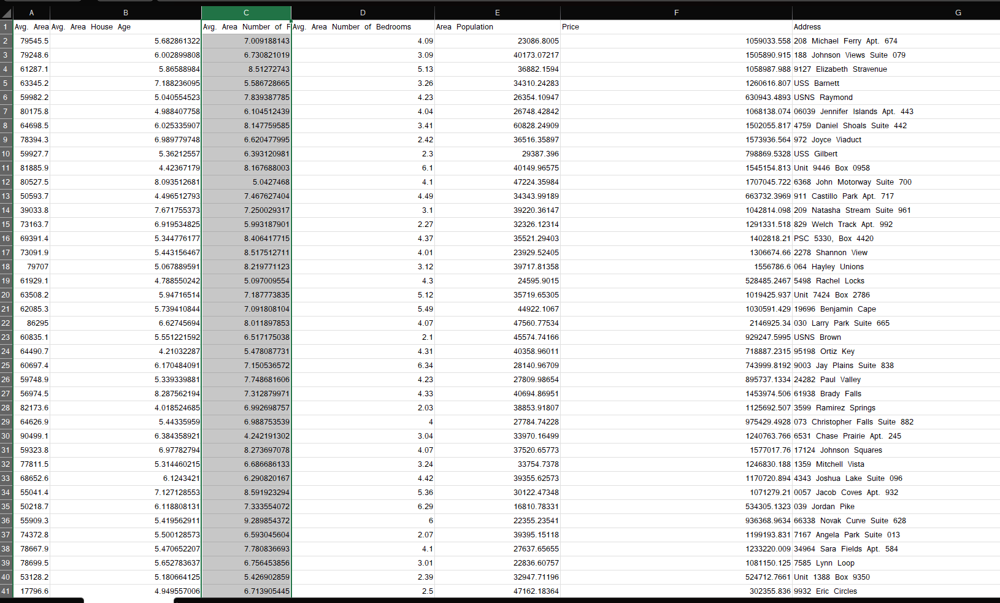 A B C D E F G
1 Avg. Area Avg. Area House Age Avg. Area Number of F Avg. Area Number of Bedrooms Area Population Price Address
2 79545.5 5.682861322 7.009188143 4.09 23086.8005 1059033.558 208 Michael Ferry Apt. 674
3 79248.6 6.002899808 6.730821019 3.09 40173.07217 1505890.915 188 Johnson Views Suite 079
4 61287.1 5.86588984 8.51272743 5.13 36882.1594 1058987.988 9127 Elizabeth Stravenue
5 63345.2 7.188236095 5.586728665 3.26 34310.24283 1260616.807 USS Barnett
6 59982.2 5.040554523 7.839387785 4.23 26354.10947 630943.4893 USNS Raymond
7 80175.8 4.988407758 6.104512439 4.04 26748.42842 1068138.074 06039 Jennifer Islands Apt. 443
8 64698.5 6.025335907 8.147759585 3.41 60828.24909 1502055.817 4759 Daniel Shoals Suite 442
9 78394.3 6.989779748 6.620477995 2.42 36516.35897 1573936.564 972 Joyce Viaduct
10 59927.7 5.36212557 6.393120981 2.3 29387.396 798869.5328 USS Gilbert
11 81885.9 4.42367179 8.167688003 6.1 40149.96575 1545154.813 Unit 9446 Box 0958
12 80527.5 8.093512681 5.0427468 4.1 47224.35984 1707045.722 6368 John Motorway Suite 700
13 50593.7 4.496512793 7.467627404 4.49 34343.99189 663732.3969 911 Castillo Park Apt. 717
14 39033.8 7.671755373 7.250029317 3.1 39220.36147 1042814.098 209 Natasha Stream Suite 961
15 73163.7 6.919534825 5.993187901 2.27 32326.12314 1291331.518 829 Welch Track Apt. 992
16 69391.4 5.344776177 8.406417715 4.37 35521.29403 1402818.21 PSC 5330, Box 4420
17 73091.9 5.443156467 8.517512711 4.01 23929.52405 1306674.66 2278 Shannon View
18 79707 5.067889591 8.219771123 3.12 39717.81358 1556786.6 064 Hayley Unions
19 61929.1 4.788550242 5.097009554 4.3 24595.9015 528485.2467 5498 Rachel Locks
20 63508.2 5.94716514 7.187773835 5.12 35719.65305 1019425.937 Unit 7424 Box 2786
21 62085.3 5.739410844 7.091808104 5.49 44922.1067 1030591.429 19696 Benjamin Cape
22 86295 6.62745694 8.011897853 4.07 47560.77534 2146925.34 030 Larry Park Suite 665
23 60835.1 5.551221592 6.517175038 2.1 45574.74166 929247.5995 USNS Brown
24 64490.7 4.21032287 5.478087731 4.31 40358.96011 718887.2315 95198 Ortiz Key
25 60697.4 6.170484091 7.150536572 6.34 28140.96709 743999.8192 9003 Jay Plains Suite 838
26 59748.9 5.339339881 7.748681606 4.23 27809.98654 895737.1334 24282 Paul Valley
27 56974.5 8.287562194 7.312879971 4.33 40694.86951 1453974.506 61938 Brady Falls
28 82173.6 4.018524685 6.992698757 2.03 38853.91807 1125692.507 3599 Ramirez Springs
29 64626.9 5.44335959 6.988753539 4 27784.74228 975429.4928 073 Christopher Falls Suite 882
30 90499.1 6.384358921 4.242191302 3.04 33970.16499 1240763.766 6531 Chase Prairie Apt. 245
31 59323.8 6.97782794 8.273697078 4.07 37520.65773 1577017.76 17124 Johnson Squares
32 77811.5 5.314460215 6.686686133 3.24 33754.7378 1246830.188 1359 Mitchell Vista
33 68652.6 6.1243421 6.290820167 4.42 39355.62573 1170720.894 4343 Joshua Lake Suite 096
34 55041.4 7.127128553 8.591923294 5.36 30122.47348 1071279.21 0057 Jacob Coves Apt. 932
35 50218.7 6.118808131 7.333554072 6.29 16810.78331 534305.1323 039 Jordan Pike
36 55909.3 5.419562911 9.289854372 6 22355.23541 936368.9634 66338 Novak Curve Suite 628
37 74372.8 5.500128573 6.593045604 2.07 39395.15118 1199193.831 7167 Angela Park Suite 013
38 78667.9 5.470652207 7.780836693 4.1 27637.65655 1233220.009 34964 Sara Fields Apt. 584
39 78699.5 5.652783637 6.756453856 3.01 22836.60757 1081150.125 7585 Lynn Loop
40 53128.2 5.180664125 5.426902859 2.39 32947.71196 524712.7661 Unit 1388 Box 9350
41 17796.6 4.949557006 6.713905445 2.5 47162.18364 302355.836 9932 Eric Circles